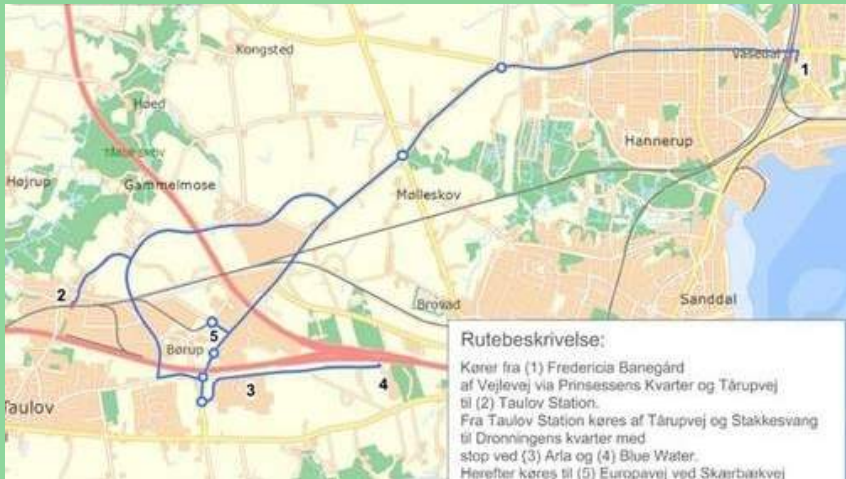 Kongsted
Vasedal
1
Høed
Hannerup
Højrup
Gammelmose
Mølleskov
2
Sanddal
Brovad
5
Børup
3
4
Taulov
Rutebeskrivelse:
Kører fra (1) Fredericia Banegård
af Vejlevej via Prinsessens Kvarter og Tårupvej
til (2) Taulov Station.
Fra Taulov Station køres af Tårupvej og Stakkesvang
til Dronningens kvarter med
stop ved (3) Arla og (4) Blue Water.
Herefter køres til (5) Europavej ved Skærbækvej